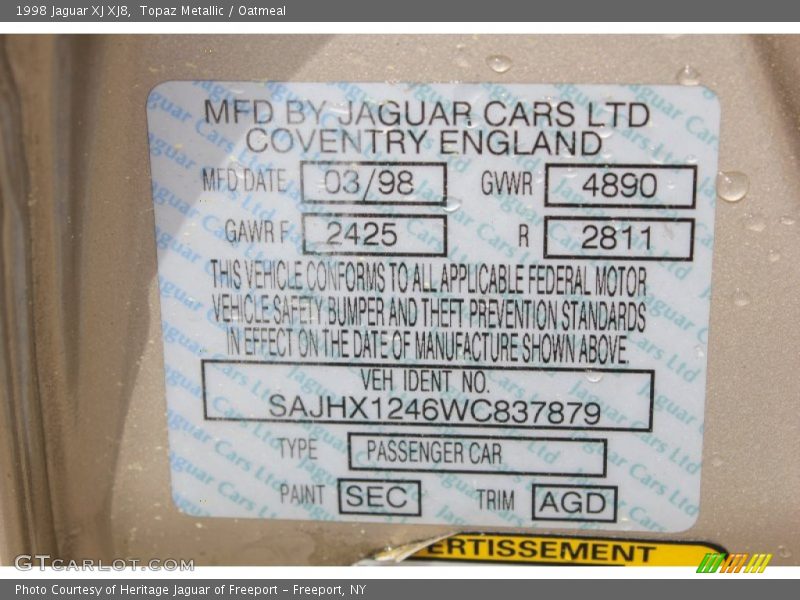 1998 Jaguar XJ XJ8, Topaz Metallic / Oatmeal
MFD BY JAGUAR CARS LTD
COVENTRY ENGLAND
MFD DATE 03/98 GVWR 4890
GAWR F 2425 R 2811
THIS VEHICLE CONFORMS TO ALL APPLICABLE FEDERAL MOTOR
VEHICLE SAFETY BUMPER AND THEFT PREVENTION STANDARDS
IN EFFECT ON THE DATE OF MANUFACTURE SHOWN ABOVE.
VEH IDENT NO.
SAJHX1246WC837879
TYPE PASSENGER CAR
PAINT SEC TRIM AGD
ERTISSEMENT
GTcarlot.com
Photo Courtesy of Heritage Jaguar of Freeport – Freeport, NY